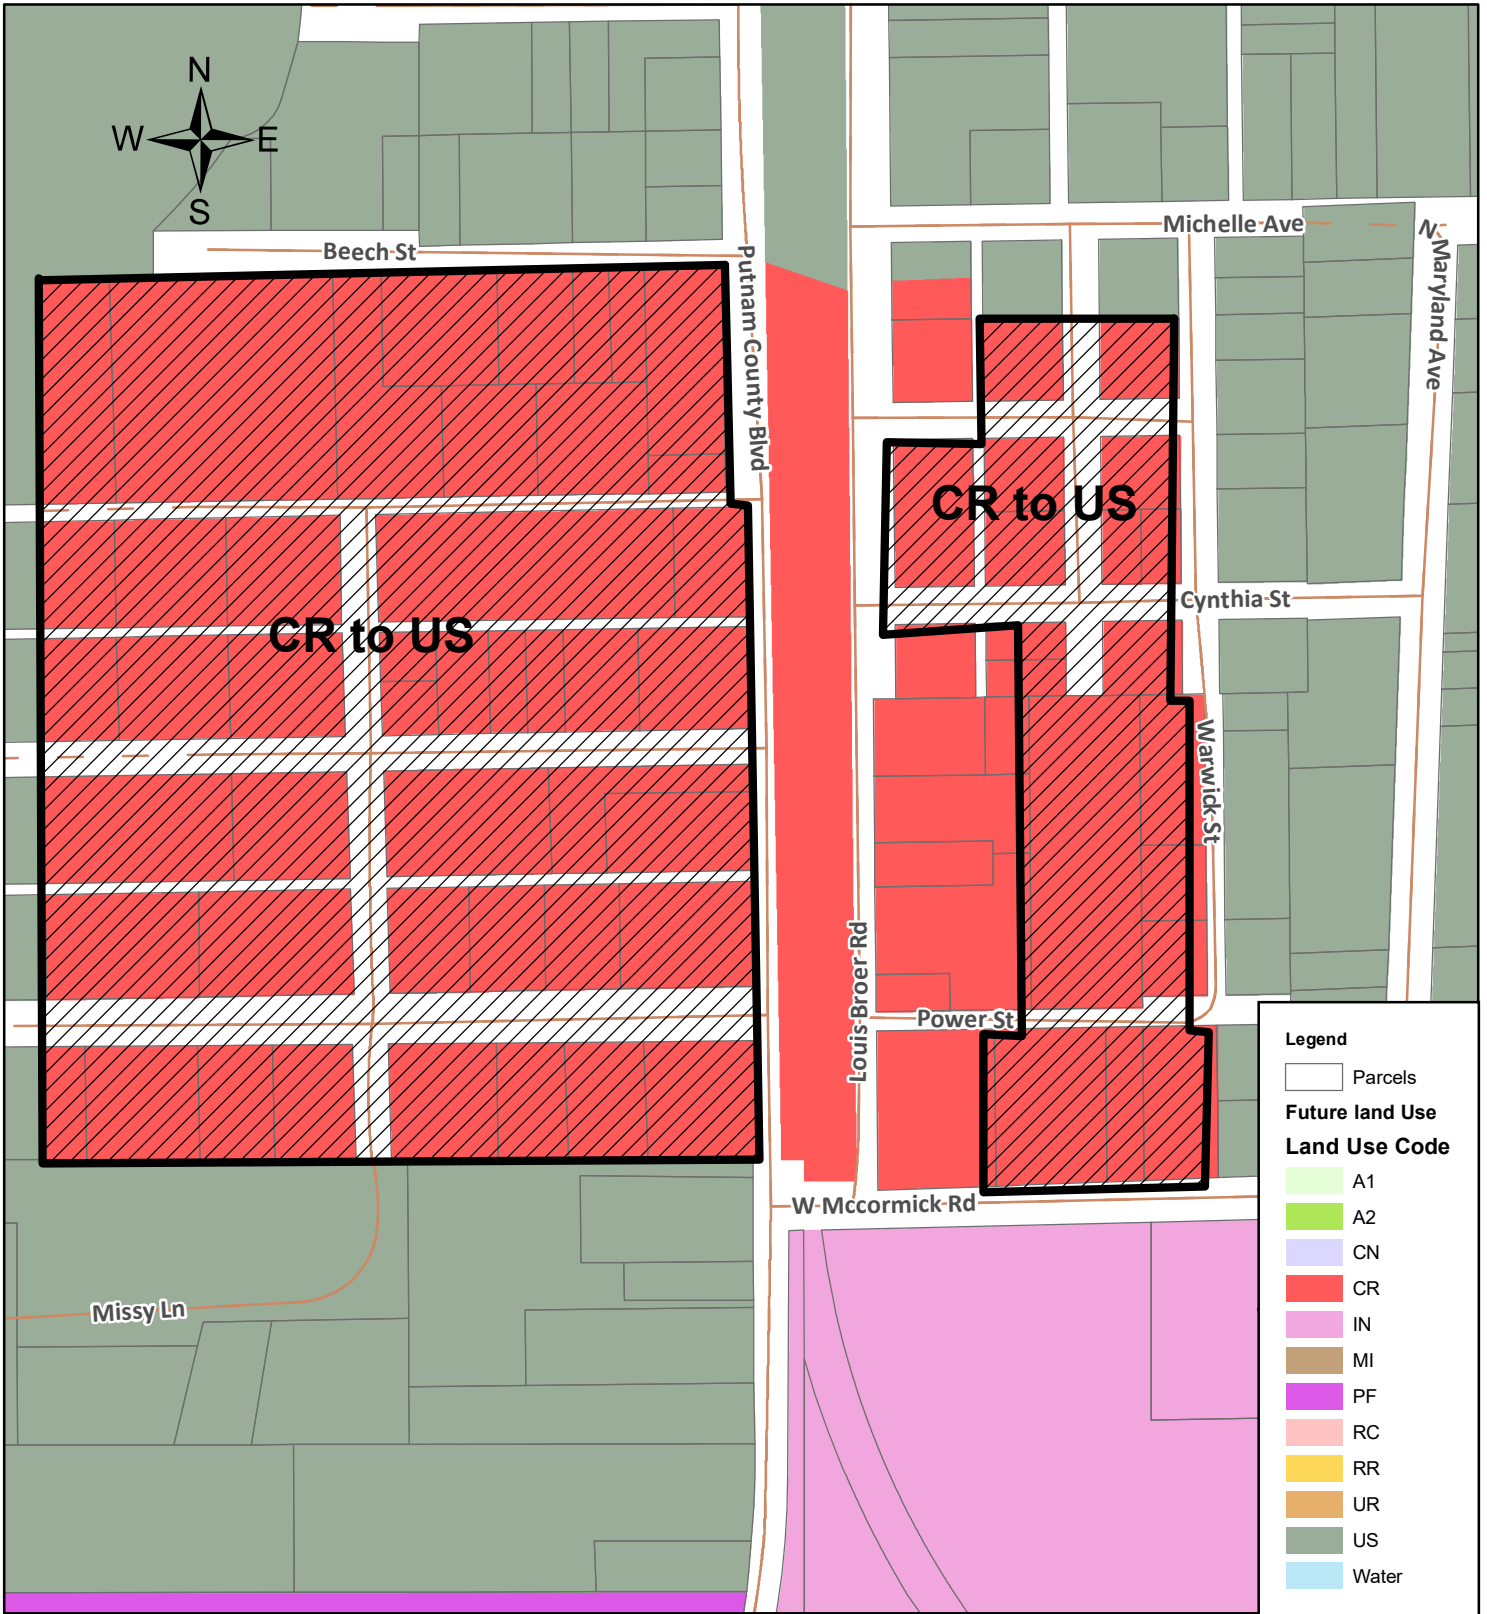 N
W E
S
Beech St
Putnam County Blvd
Michelle Ave
N Maryland Ave
CR to US
CR to US
Cynthia St
Warwick St
Louis Broer Rd
Power St
W Mccormick Rd
Missy Ln
Legend
Parcels
Future land Use
Land Use Code
A1
A2
CN
CR
IN
MI
PF
RC
RR
UR
US
Water